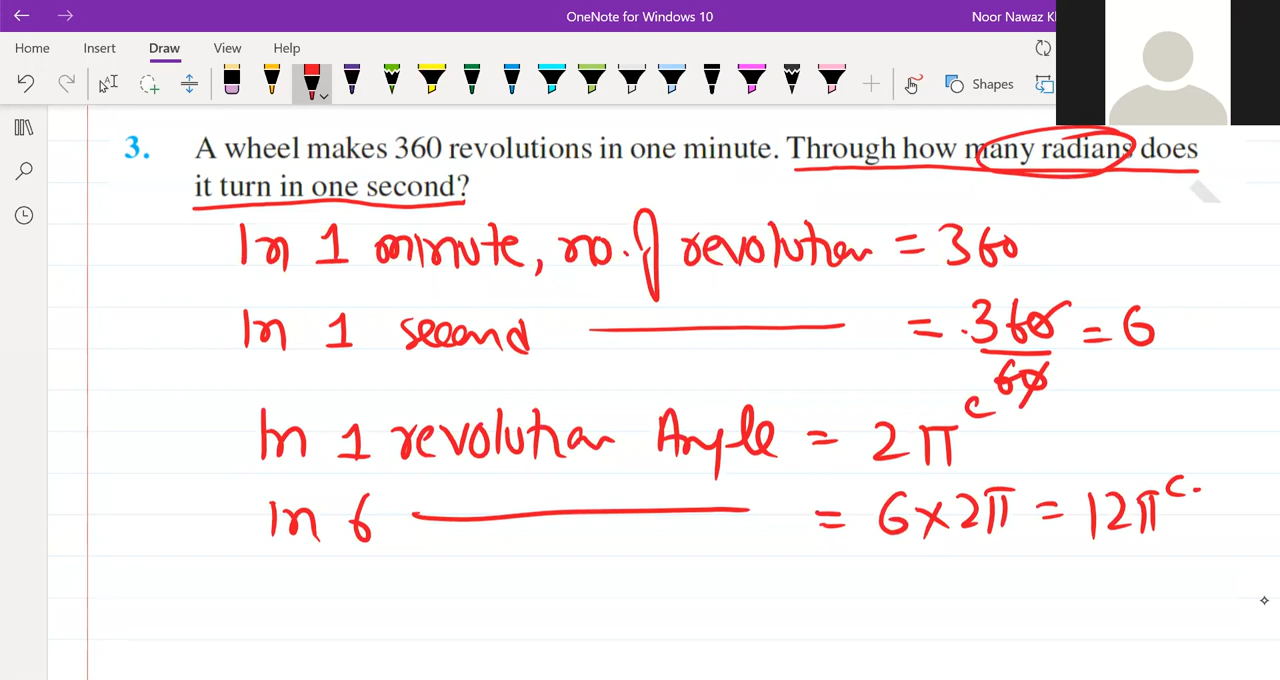 OneNote for Windows 10
Noor Nawaz Kh
Home Insert Draw View Help
Shapes
3. A wheel makes 360 revolutions in one minute. Through how many radians does
it turn in one second?
In 1 minute, no. of revolution = 360
In 1 second ——— = 360/60 = 6
In 1 revolution Angle = 2π^c
In 6 ——— = 6 × 2π = 12π^c.